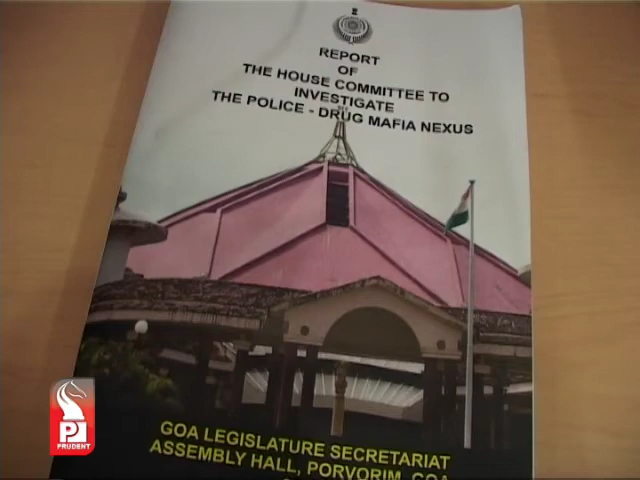 REPORT
OF
THE HOUSE COMMITTEE TO
INVESTIGATE
THE POLICE - DRUG MAFIA NEXUS
GOA LEGISLATURE SECRETARIAT
ASSEMBLY HALL, PORVORIM, GOA
PRUDENT